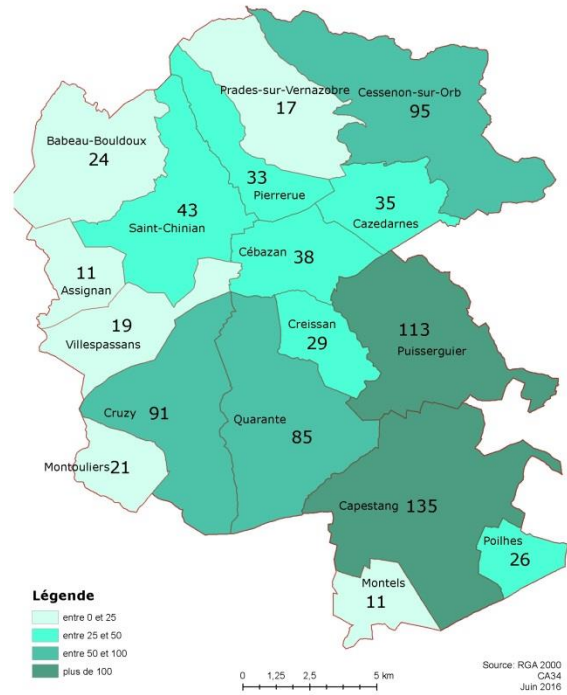 Prades-sur-Vernazobre
17
Cessenon-sur-Orb
95
Babeau-Bouldoux
24
33
Pierrerue
35
Cazedarnes
43
Saint-Chinian
Cébazan
38
11
Assignan
19
Villespassans
Creissan
29
113
Puisserguier
Cruzy
91
Quarante
85
Montouliers
21
Capestang
135
Poilhes
26
Montels
11
Légende
entre 0 et 25
entre 25 et 50
entre 50 et 100
plus de 100
0 1,25 2,5 5 km
Source: RGA 2000
CA34
Juin 2016